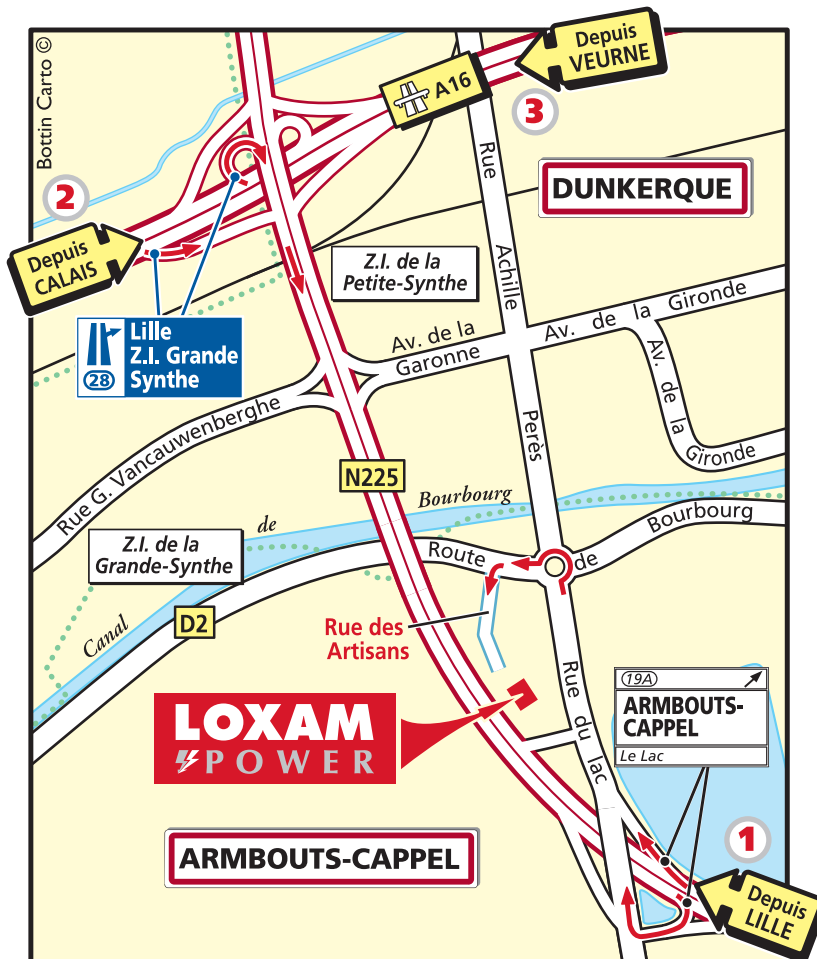 Bottin Carto ©
Depuis
VEURNE
A16
3
Rue Achille Perès
DUNKERQUE
2
Depuis
CALAIS
Z.I. de la
Petite-Synthe
28
Lille
Z.I. Grande
Synthe
Av. de la
Garonne
Av. de la Gironde
Av. de la
Gironde
Rue G. Vancauwenberghe
N225
Canal de Bourbourg
Z.I. de la
Grande-Synthe
Route de Bourbourg
D2
Rue des
Artisans
Rue du lac
19A
ARMBOUTS-
CAPPEL
Le Lac
LOXAM
POWER
1
ARMBOUTS-CAPPEL
Depuis
LILLE